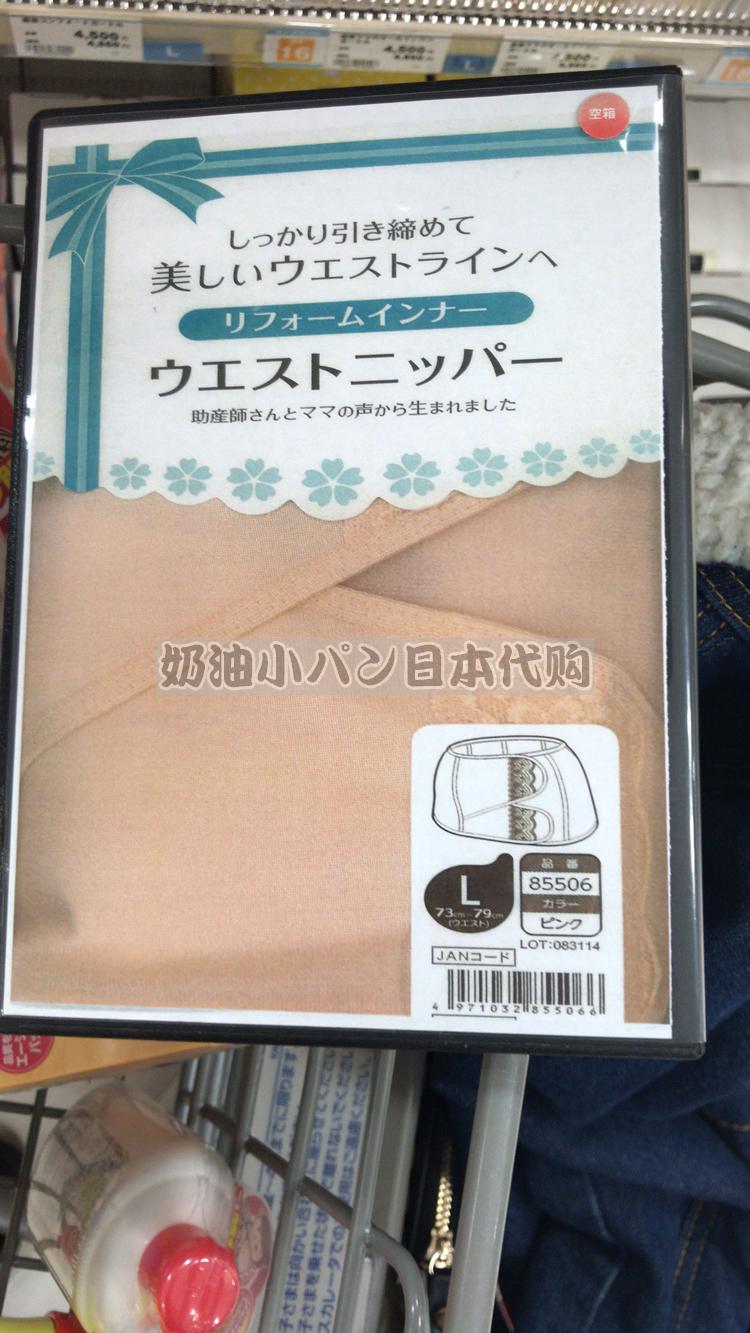 4,500
16
4,500
L
空箱
しっかり引き締めて
美しいウエストラインへ
リフォームインナー
ウエストニッパー
助産師さんとママの声から生まれました
奶油小パン日本代购
L
73cm~79cm
(ウエスト)
品番
85506
カラー
ピンク
LOT:083114
JANコード
4 971032 855066